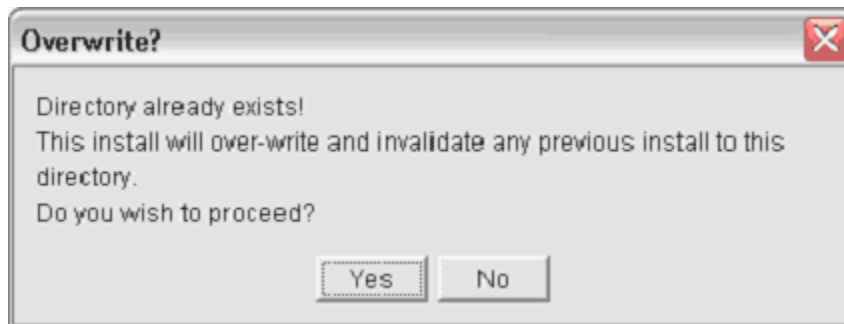 Overwrite?
Directory already exists!
This install will over-write and invalidate any previous install to this
directory.
Do you wish to proceed?
Yes
No